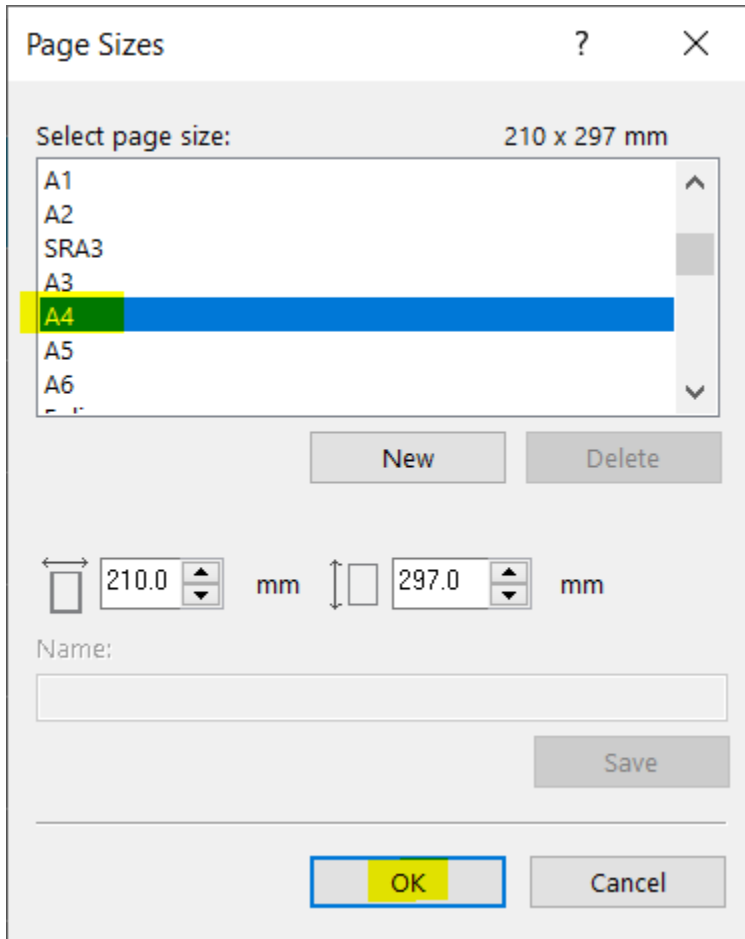 Page Sizes ?
Select page size: 210 x 297 mm
A1
A2
SRA3
A3
A4
A5
A6
New Delete
210.0 mm 297.0 mm
Name:
Save
OK Cancel